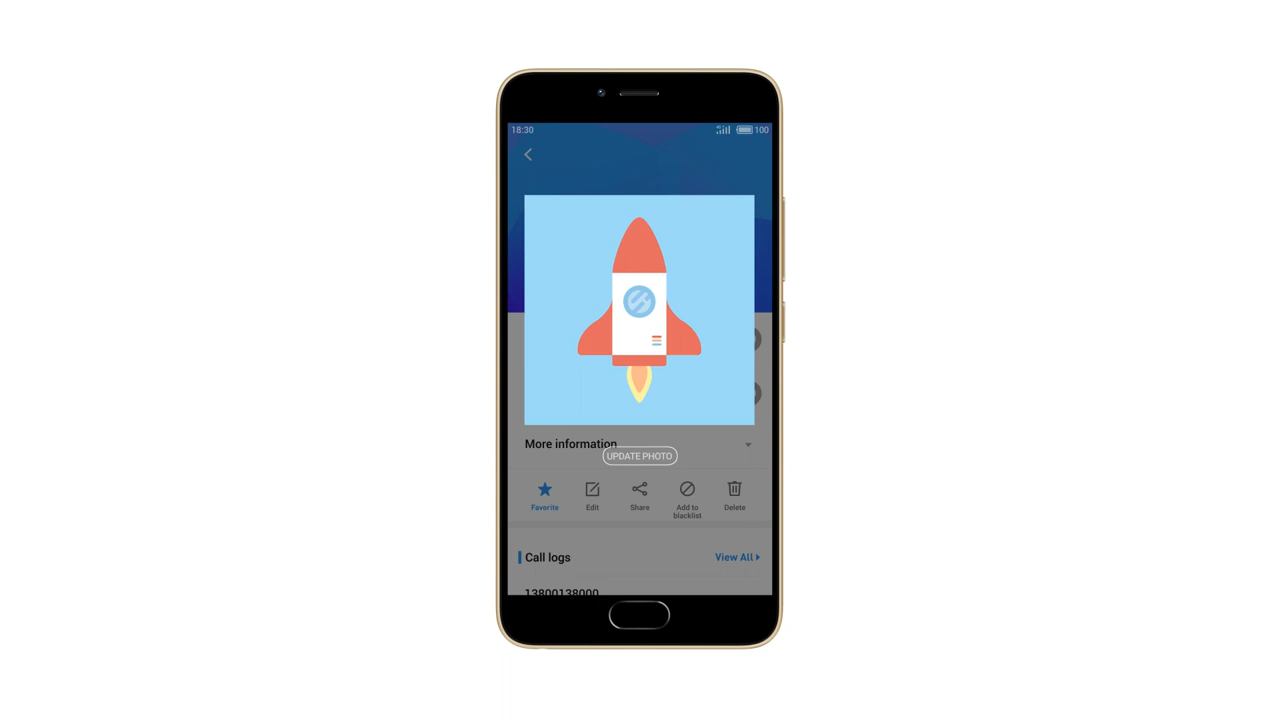 18:30
100
More information
UPDATE PHOTO
Favorite
Edit
Share
Add to
blacklist
Delete
Call logs
View All
13800138000